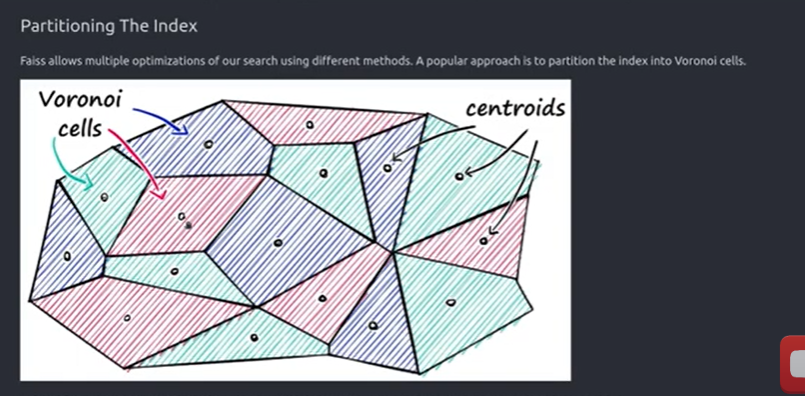 Partitioning The Index
Faiss allows multiple optimizations of our search using different methods. A popular approach is to partition the index into Voronoi cells.
Voronoi
cells
centroids